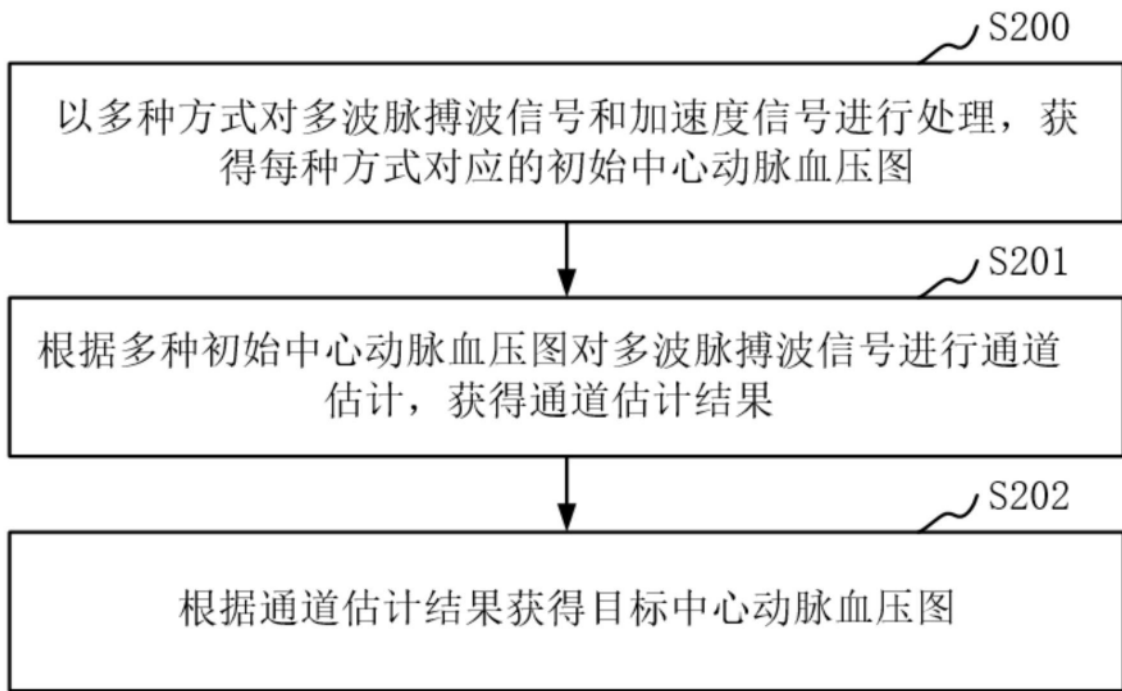 S200
以多种方式对多波脉搏波信号和加速度信号进行处理，获
得每种方式对应的初始中心动脉血压图
S201
根据多种初始中心动脉血压图对多波脉搏波信号进行通道
估计，获得通道估计结果
S202
根据通道估计结果获得目标中心动脉血压图